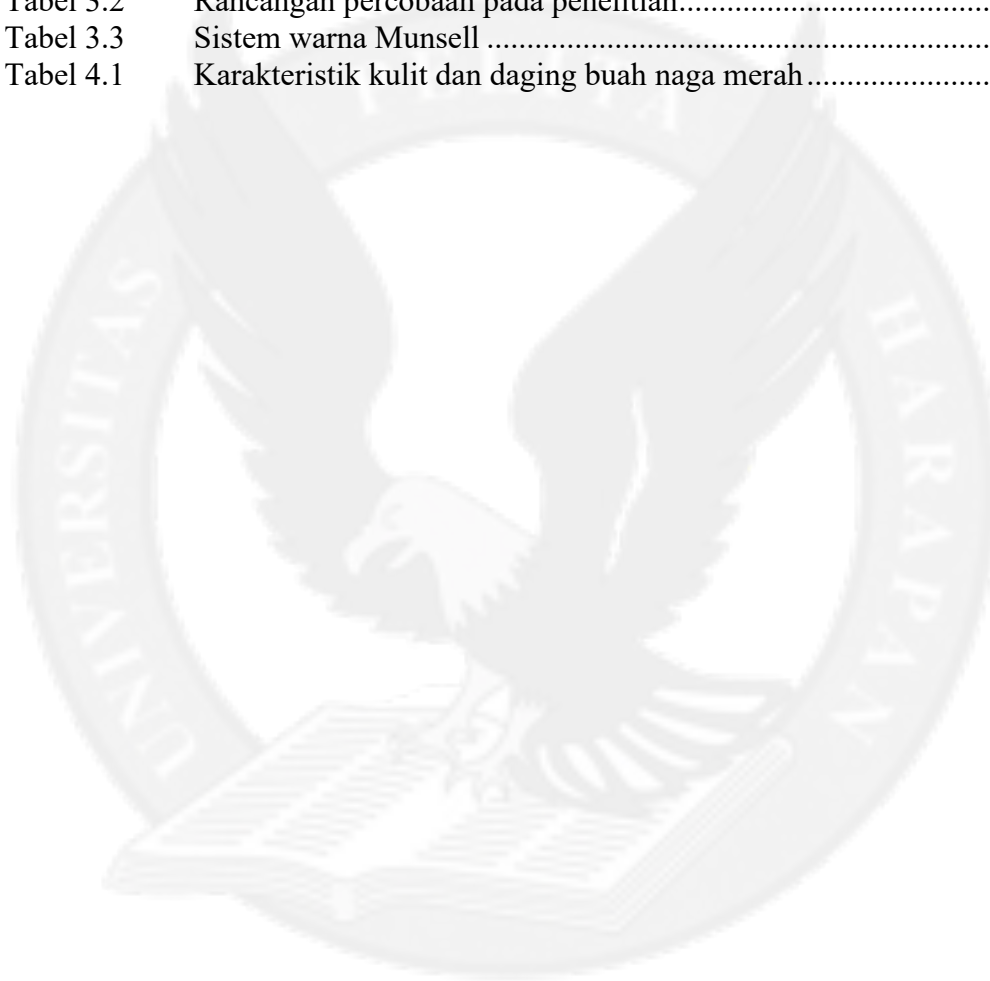 Tabel 3.2 Rancangan percobaan pada penelitian........................................
Tabel 3.3 Sistem warna Munsell................................................................
Tabel 4.1 Karakteristik kulit dan daging buah naga merah.......................
UNIVERSITAS
PELITA
HARAPAN